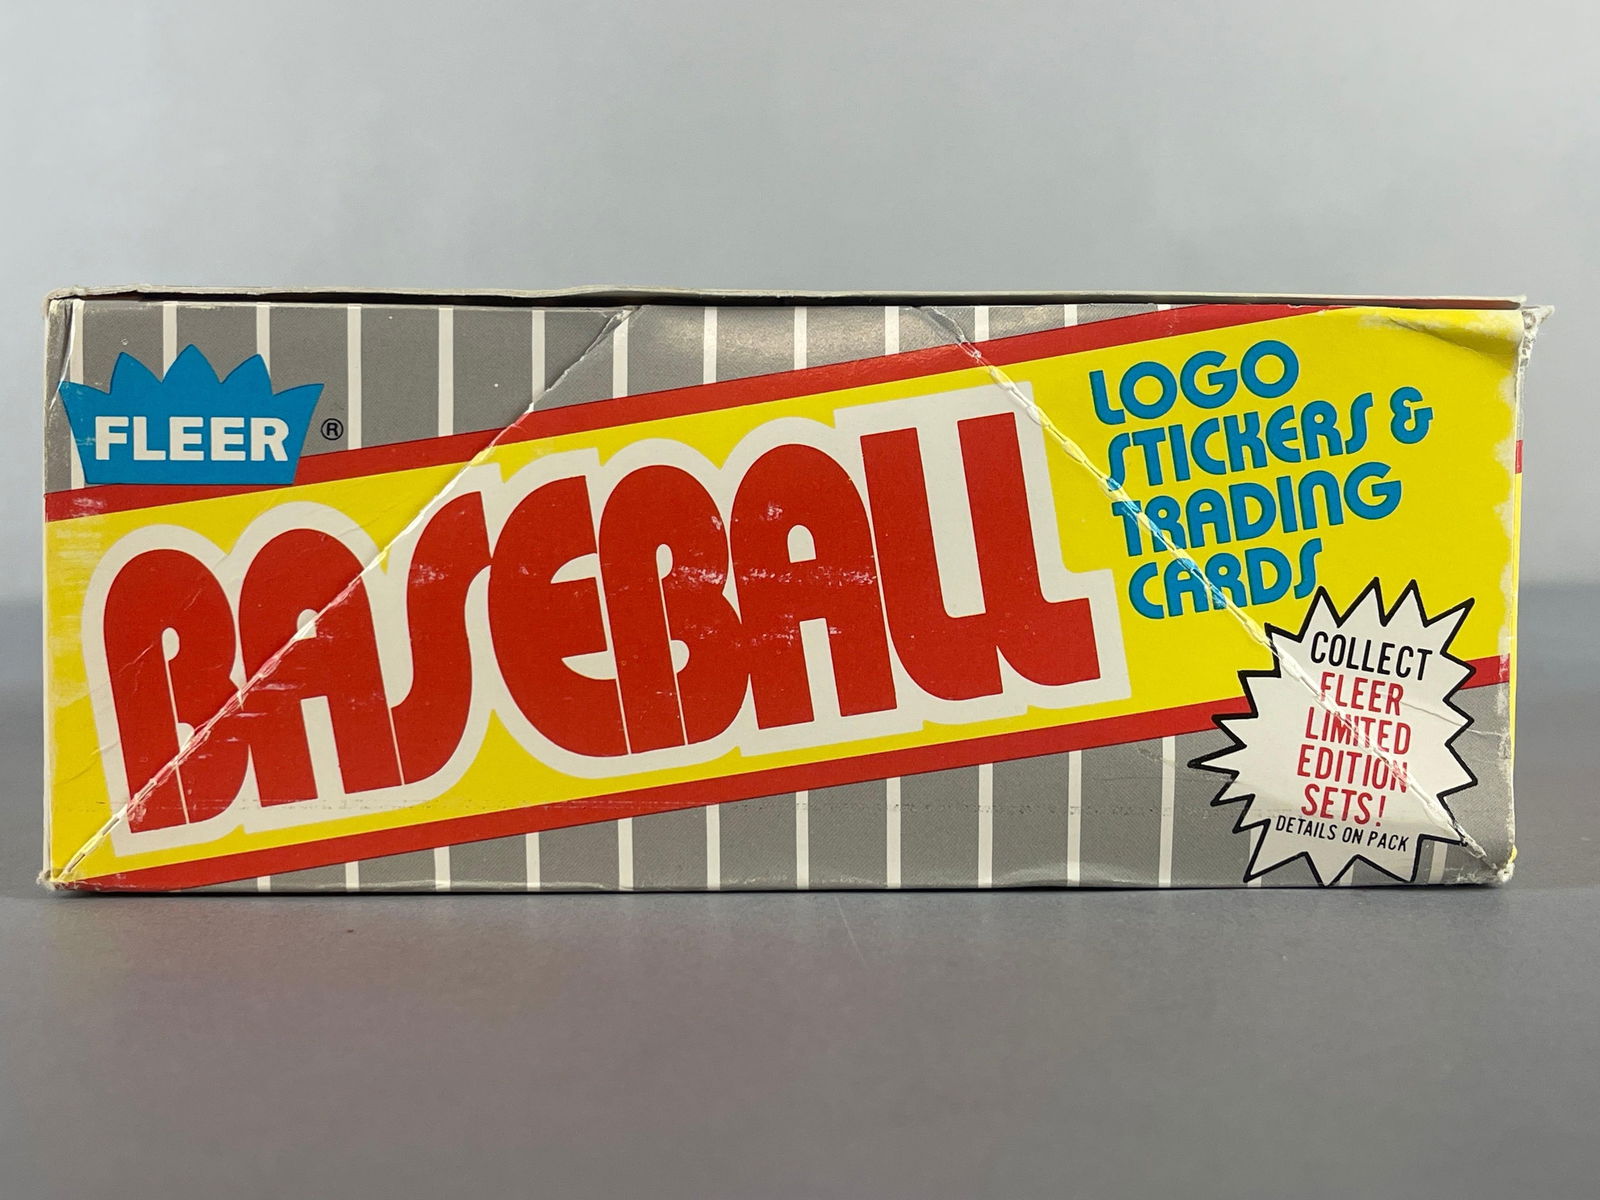 FLEER ®
BASEBALL
LOGO
STICKERS &
TRADING
CARDS
COLLECT
FLEER
LIMITED
EDITION
SETS!
DETAILS ON PACK